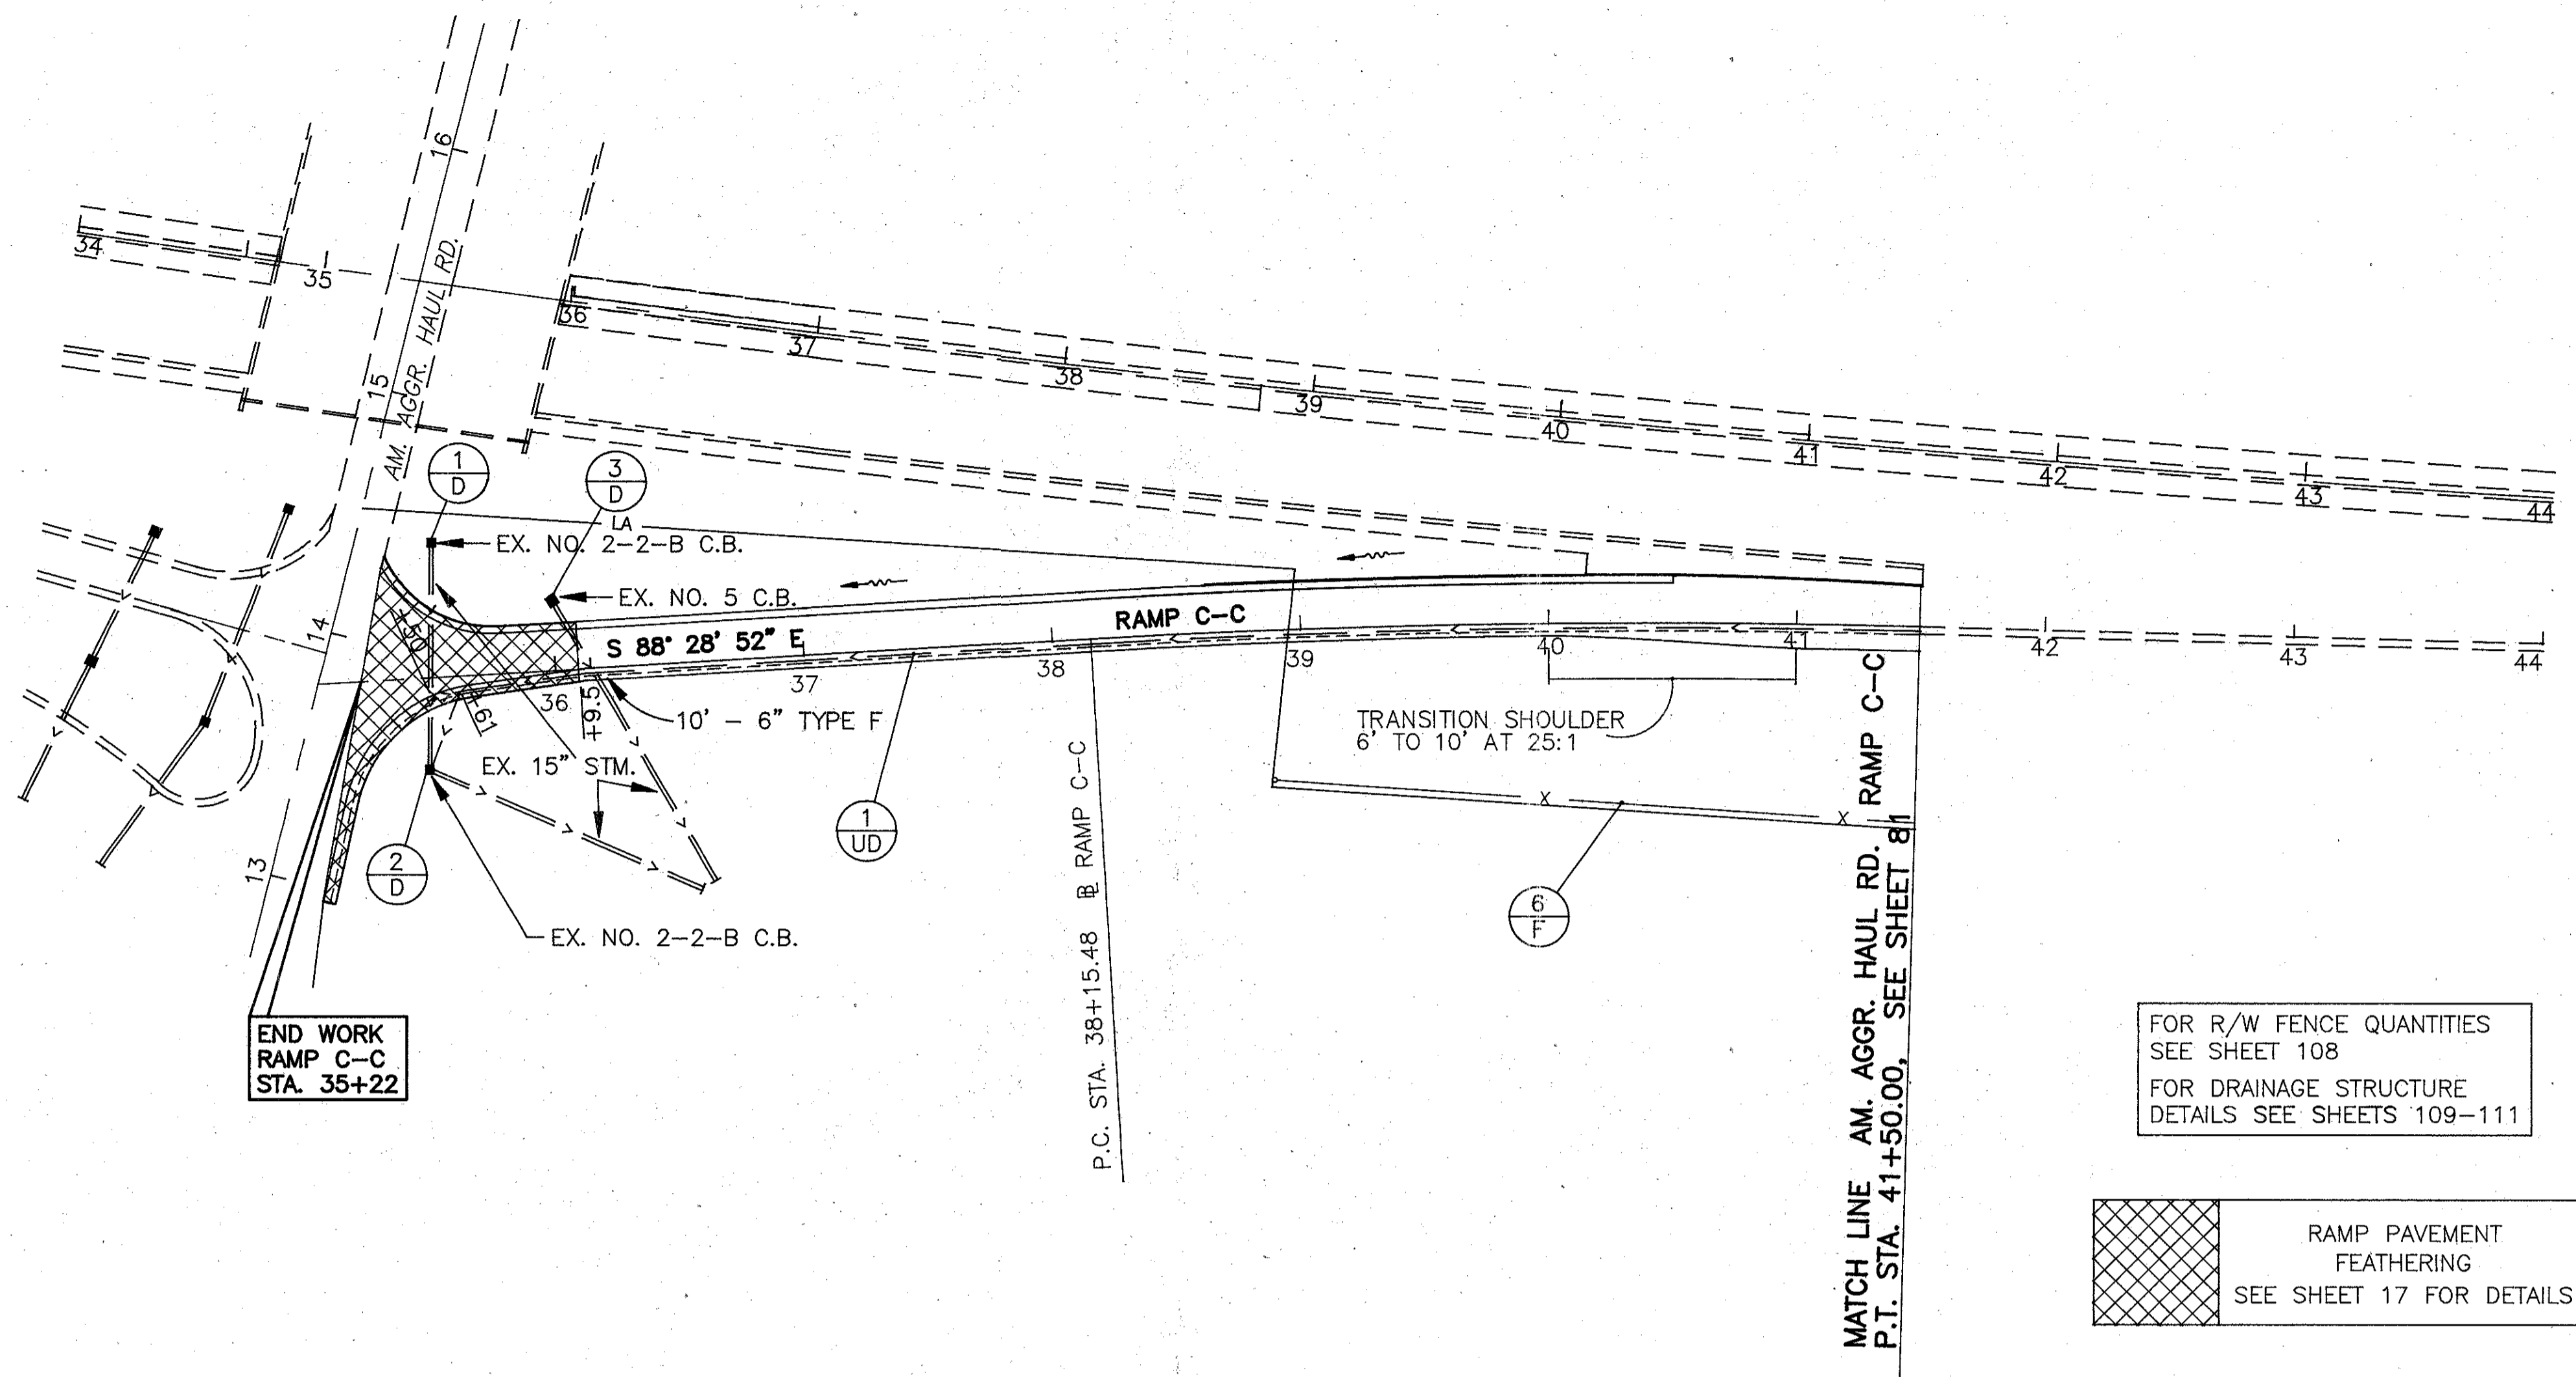 16
AM. AGGR. HAUL RD.
15
14
13
34
35
36
37
38
39
40
41
42
43
44
1
D
3
D
LA
EX. NO. 2-2-B C.B.
EX. NO. 5 C.B.
S 88° 28' 52" E
RAMP C-C
36
37
38
39
40
41
42
43
44
+61
+9.5
10' - 6" TYPE F
EX. 15" STM.
TRANSITION SHOULDER
6' TO 10' AT 25:1
X
X
1
UD
2
D
6
F
EX. NO. 2-2-B C.B.
P.C. STA. 38+15.48 BL RAMP C-C
MATCH LINE AM. AGGR. HAUL RD. RAMP C-C
P.T. STA. 41+50.00, SEE SHEET 81
END WORK
RAMP C-C
STA. 35+22
FOR R/W FENCE QUANTITIES
SEE SHEET 108
FOR DRAINAGE STRUCTURE
DETAILS SEE SHEETS 109-111
RAMP PAVEMENT
FEATHERING
SEE SHEET 17 FOR DETAILS